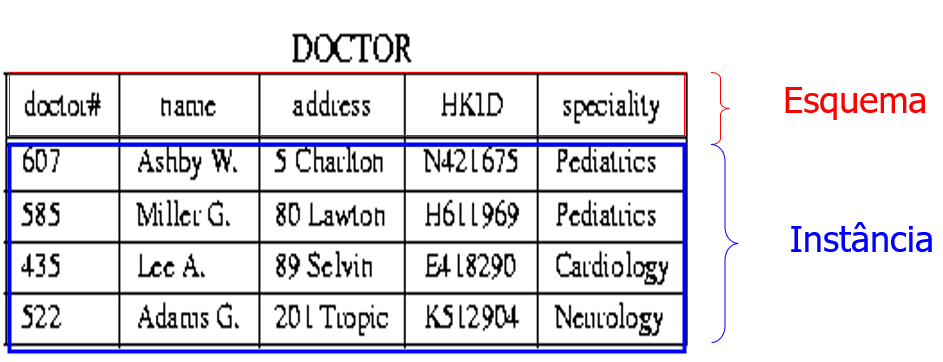 DOCTOR
doctor# name address HKID speciality Esquema
607 Ashby W. 5 Charlton N421675 Pediatrics
585 Miller G. 80 Lawton H611969 Pediatrics
Instância
435 Lee A. 89 Selvin E418290 Cardiology
522 Adams G. 201 Tropic K512904 Neurology